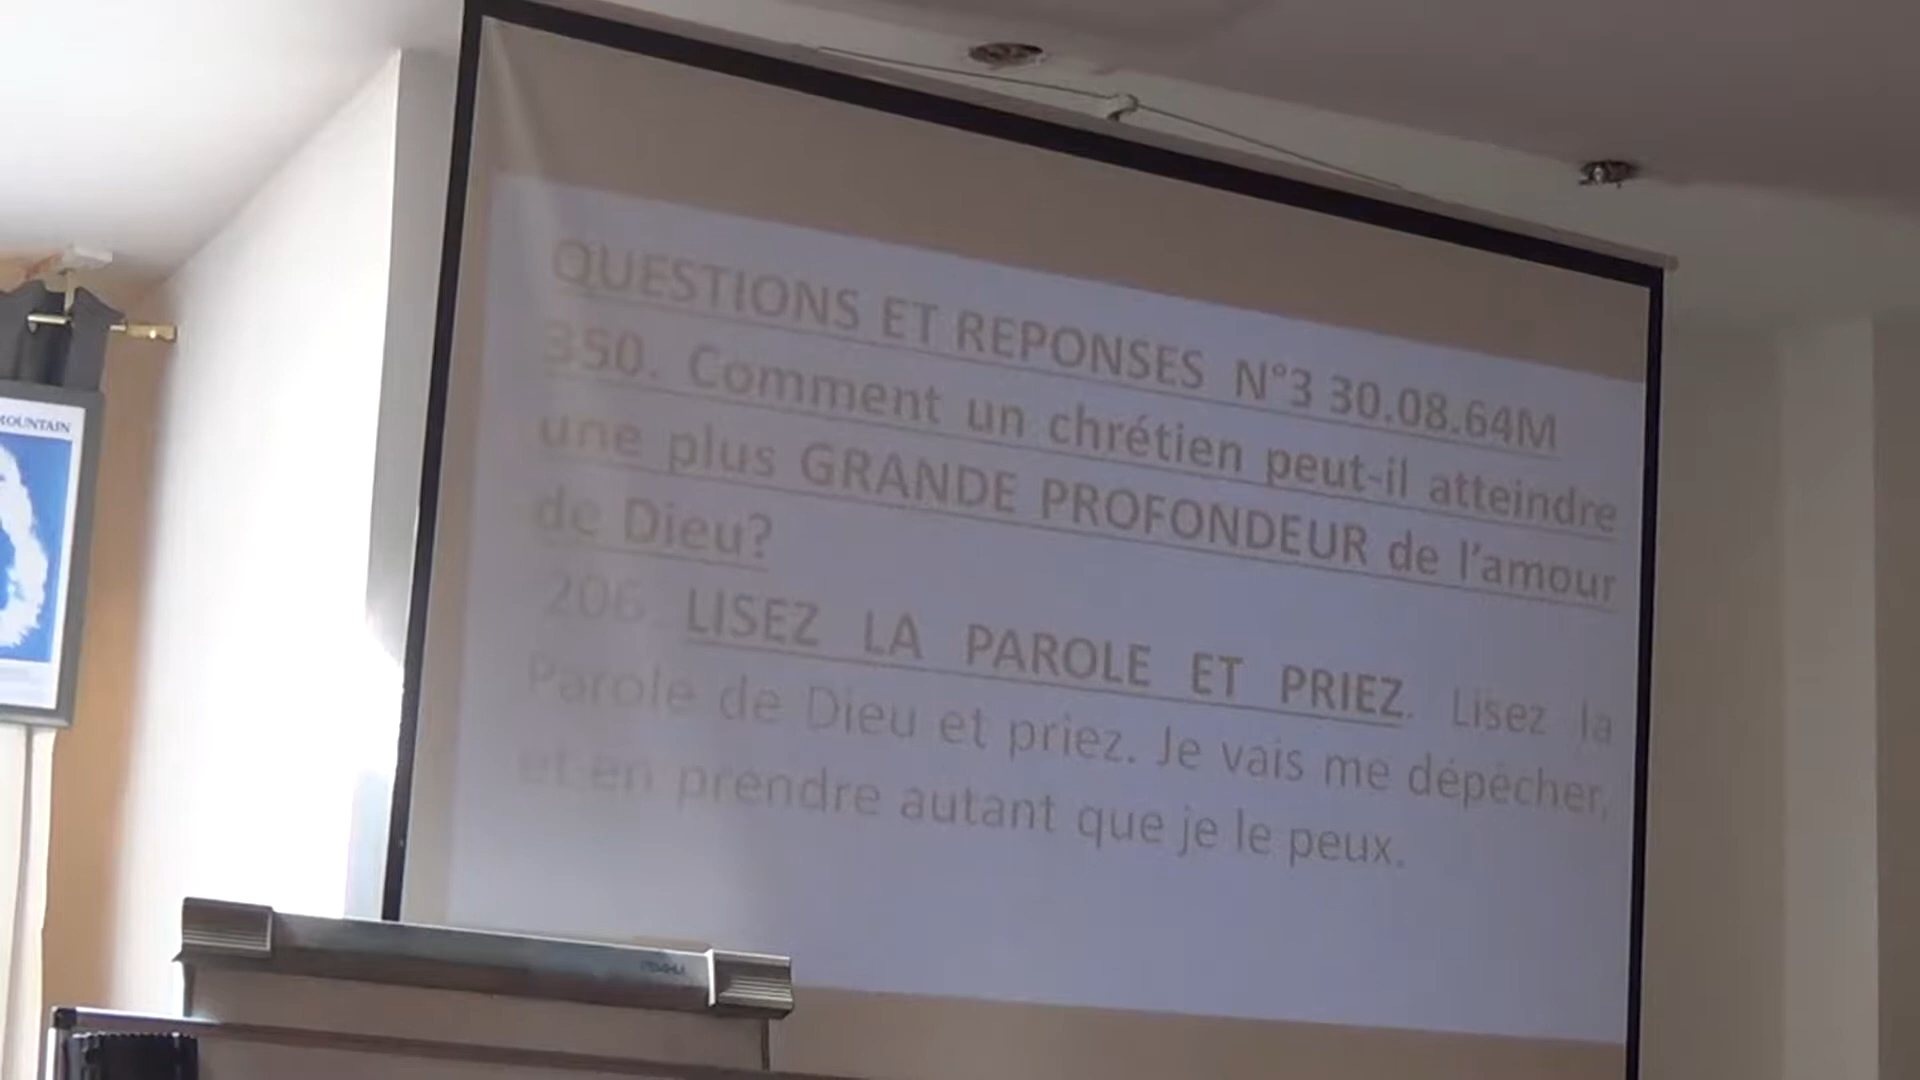 QUESTIONS ET REPONSES N°3 30.08.64M
350. Comment un chrétien peut-il atteindre
une plus GRANDE PROFONDEUR de l'amour
de Dieu?
206. LISEZ LA PAROLE ET PRIEZ. Lisez la
Parole de Dieu et priez. Je vais me dépêcher,
et en prendre autant que je le peux.
MOUNTAIN